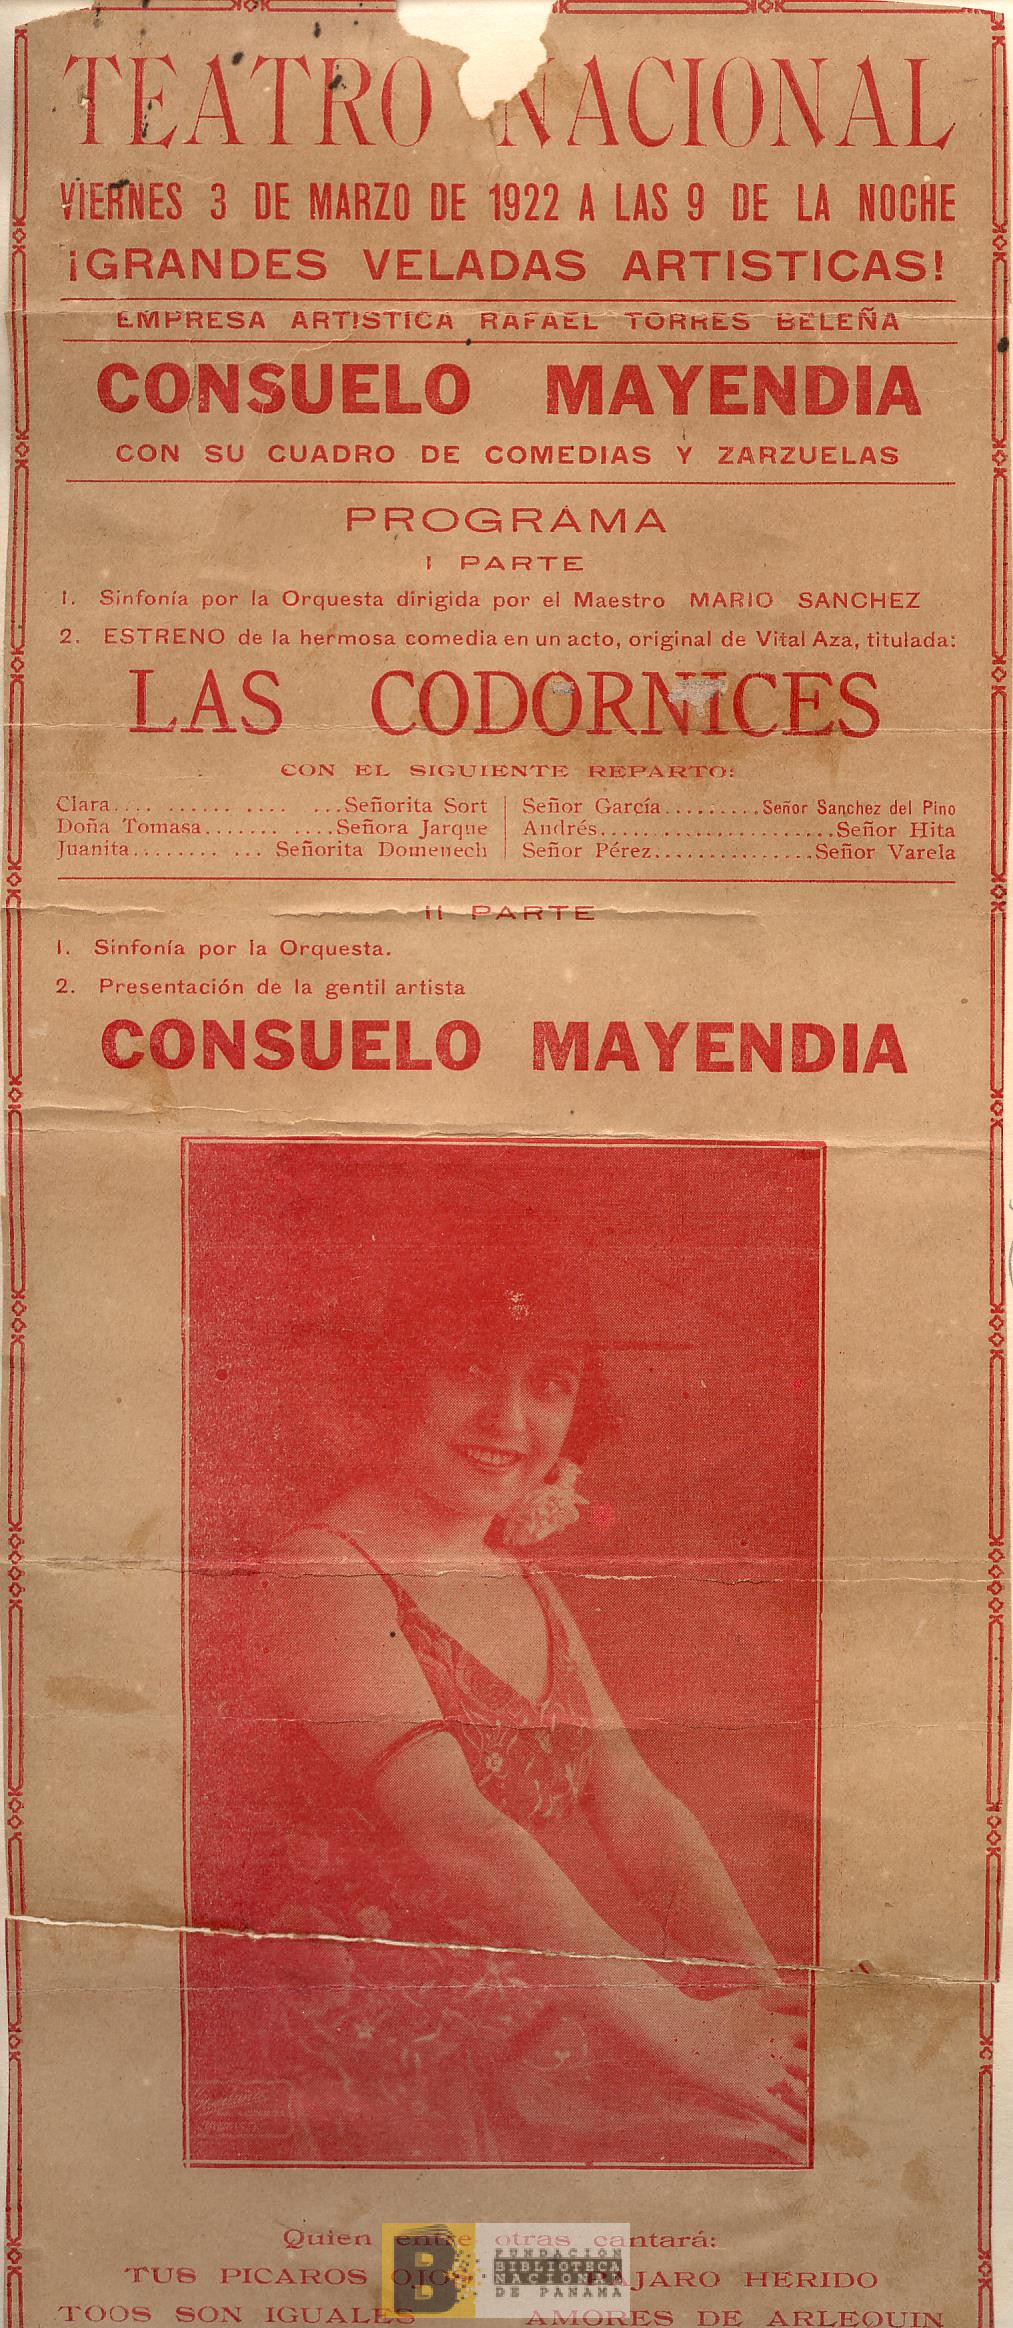 TEATRO NACIONAL
VIERNES 3 DE MARZO DE 1922 A LAS 9 DE LA NOCHE
¡GRANDES VELADAS ARTISTICAS!
EMPRESA ARTISTICA RAFAEL TORRES BELEÑA
CONSUELO MAYENDIA
CON SU CUADRO DE COMEDIAS Y ZARZUELAS
PROGRAMA
I PARTE
1. Sinfonía por la Orquesta dirigida por el Maestro MARIO SANCHEZ
2. ESTRENO de la hermosa comedia en un acto, original de Vital Aza, titulada:
LAS CODORNICES
CON EL SIGUIENTE REPARTO:
Clara.... ...... .... ...Señorita Sort
Doña Tomasa....... ....Señora Jarque
Juanita........ ... Señorita Domenech
Señor García.........Señor Sanchez del Pino
Andrés......................Señor Hita
Señor Pérez...............Señor Varela
II PARTE
1. Sinfonía por la Orquesta.
2. Presentación de la gentil artista
CONSUELO MAYENDIA
Quien entre otras cantará:
TUS PICAROS OJOS PAJARO HERIDO
TOOS SON IGUALES AMORES DE ARLEQUIN
B
FUNDACION
BIBLIOTECA
NACIONAL
DE PANAMA